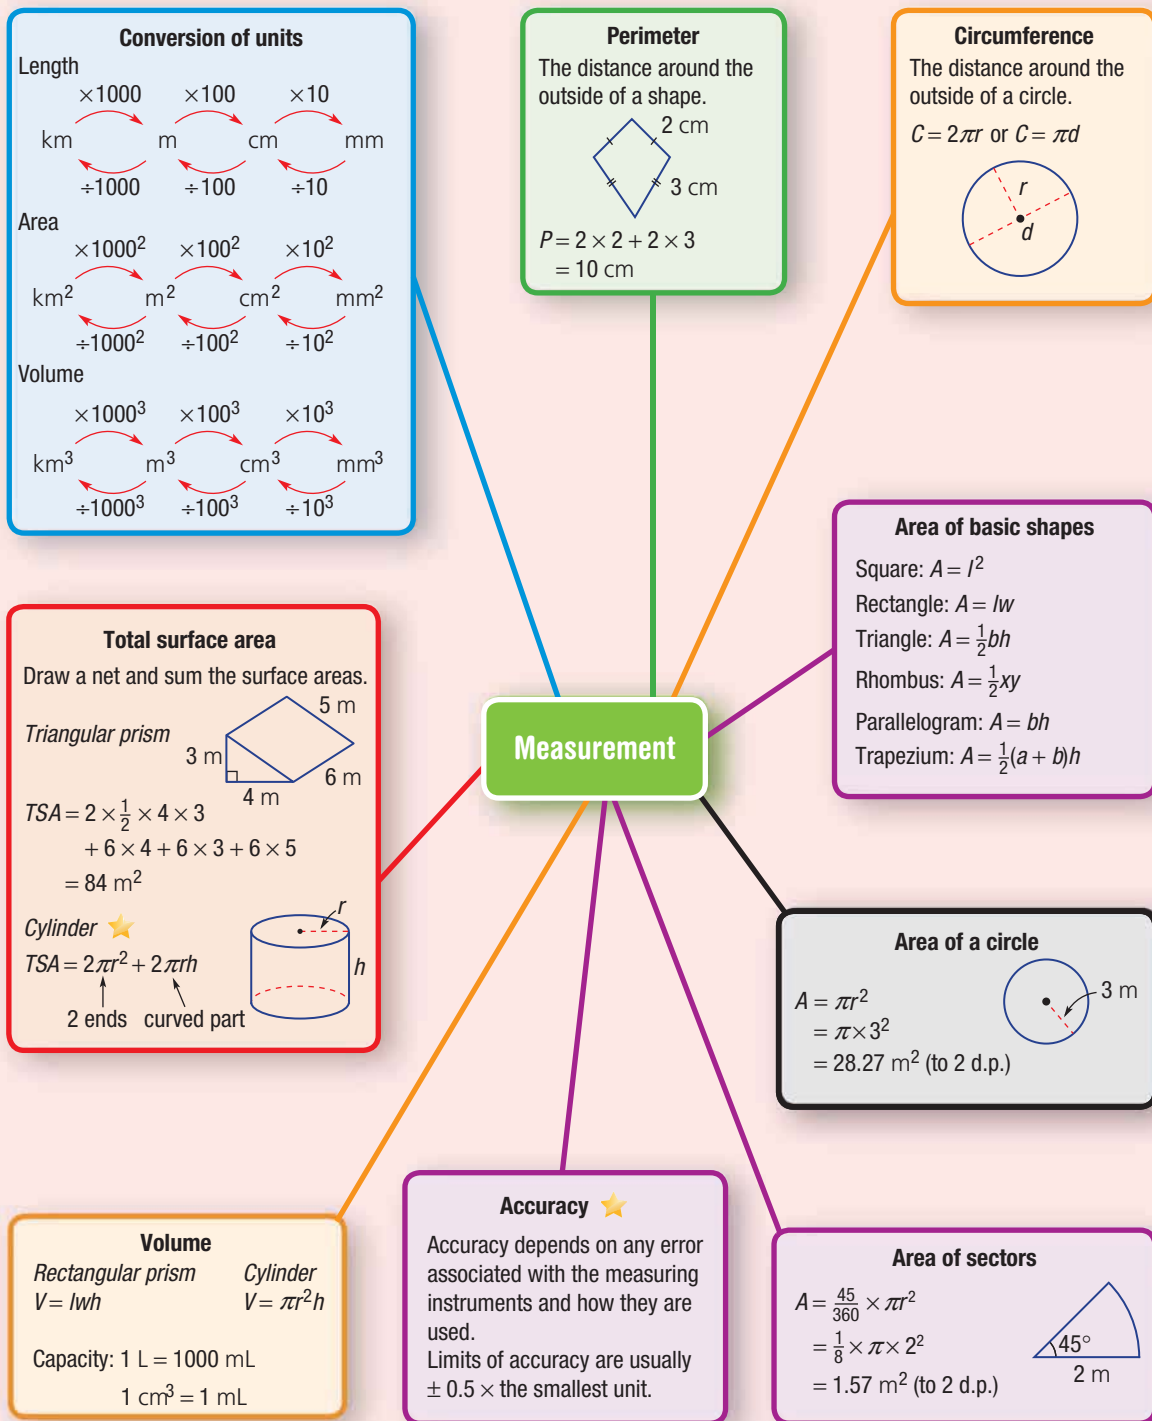 Conversion of units
Length
×1000 ×100 ×10
km m cm mm
÷1000 ÷100 ÷10
Area
×1000² ×100² ×10²
km² m² cm² mm²
÷1000² ÷100² ÷10²
Volume
×1000³ ×100³ ×10³
km³ m³ cm³ mm³
÷1000³ ÷100³ ÷10³
Perimeter
The distance around the
outside of a shape.
2 cm
3 cm
P = 2 × 2 + 2 × 3
= 10 cm
Circumference
The distance around the
outside of a circle.
C = 2πr or C = πd
r
d
Area of basic shapes
Square: A = l²
Rectangle: A = lw
Triangle: A = ½bh
Rhombus: A = ½xy
Parallelogram: A = bh
Trapezium: A = ½(a + b)h
Total surface area
Draw a net and sum the surface areas.
Triangular prism
5 m
3 m
6 m
4 m
TSA = 2 × ½ × 4 × 3
+ 6 × 4 + 6 × 3 + 6 × 5
= 84 m²
Cylinder
r
h
TSA = 2πr² + 2πrh
2 ends curved part
Measurement
Area of a circle
3 m
A = πr²
= π × 3²
= 28.27 m² (to 2 d.p.)
Volume
Rectangular prism Cylinder
V = lwh V = πr²h
Capacity: 1 L = 1000 mL
1 cm³ = 1 mL
Accuracy
Accuracy depends on any error
associated with the measuring
instruments and how they are
used.
Limits of accuracy are usually
± 0.5 × the smallest unit.
Area of sectors
A = 45/360 × πr²
= 1/8 × π × 2²
= 1.57 m² (to 2 d.p.)
45°
2 m